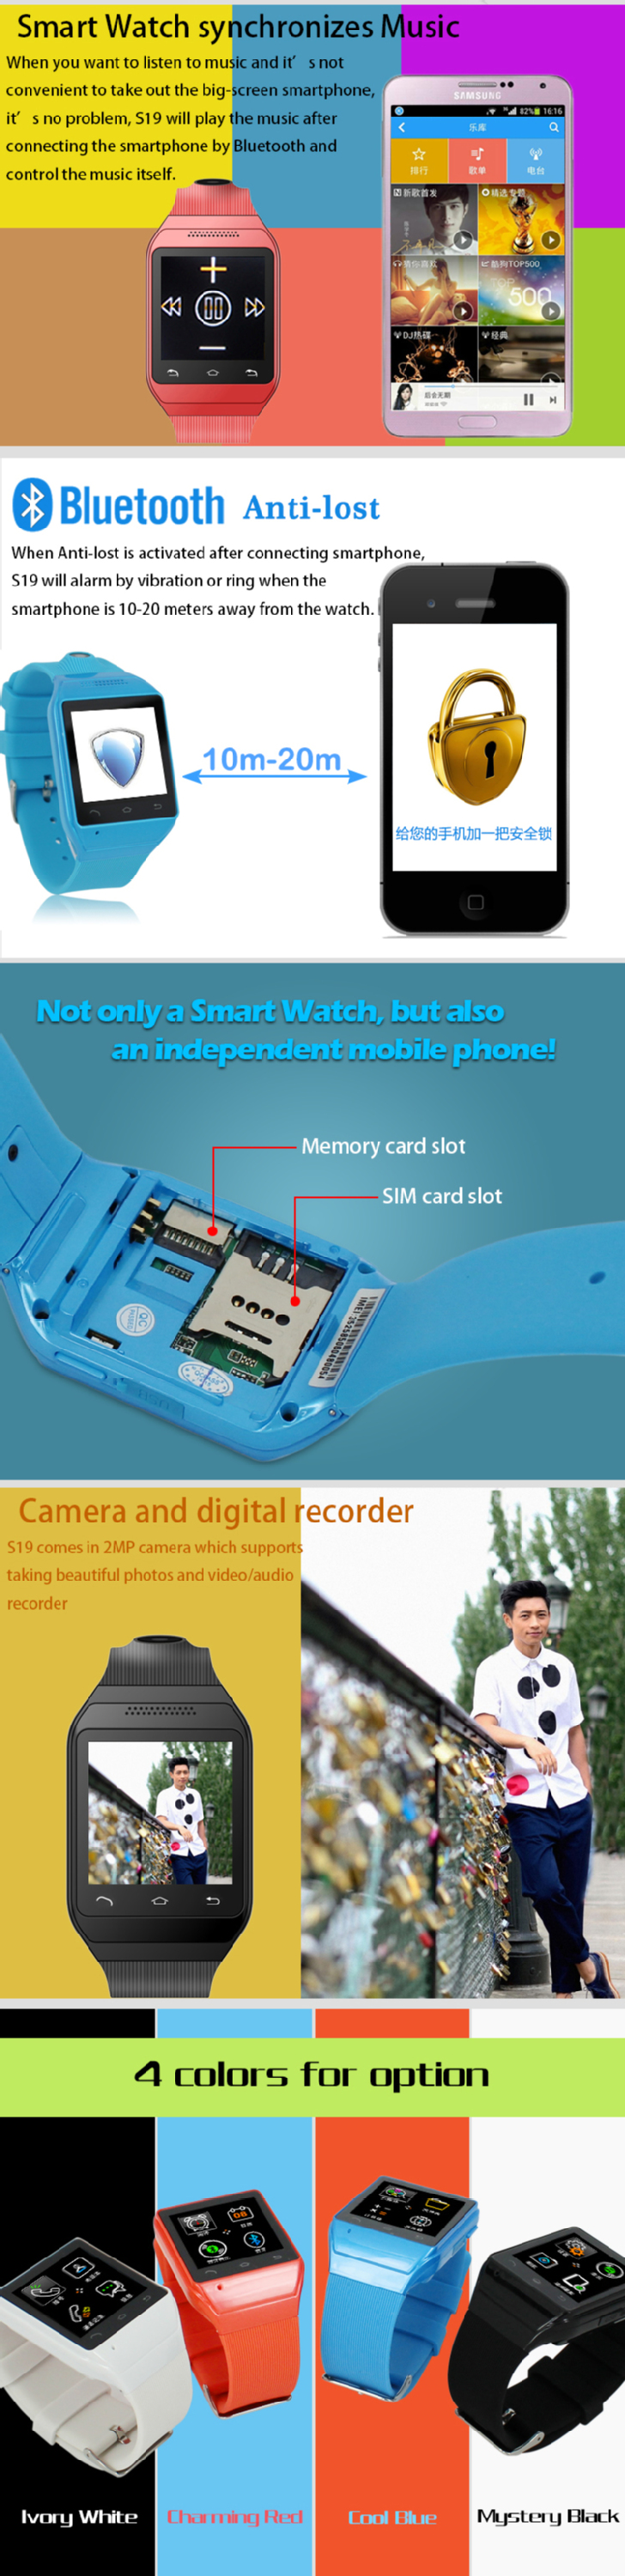 Smart Watch synchronizes Music
When you want to listen to music and it's not
convenient to take out the big-screen smartphone,
it's no problem, S19 will play the music after
connecting the smartphone by Bluetooth and
control the music itself.
SAMSUNG
82% 16:16
乐库
排行 歌单 电台
新歌首发 精选专题
猜你喜欢 酷狗TOP500
500
DJ热碟 经典
后会无期
Bluetooth Anti-lost
When Anti-lost is activated after connecting smartphone,
S19 will alarm by vibration or ring when the
smartphone is 10-20 meters away from the watch.
10m-20m
给您的手机加一把安全锁
Not only a Smart Watch, but also
an independent mobile phone!
Memory card slot
SIM card slot
Camera and digital recorder
S19 comes in 2MP camera which supports
taking beautiful photos and video/audio
recorder
4 colors for option
Ivory White Charming Red Cool Blue Mystery Black